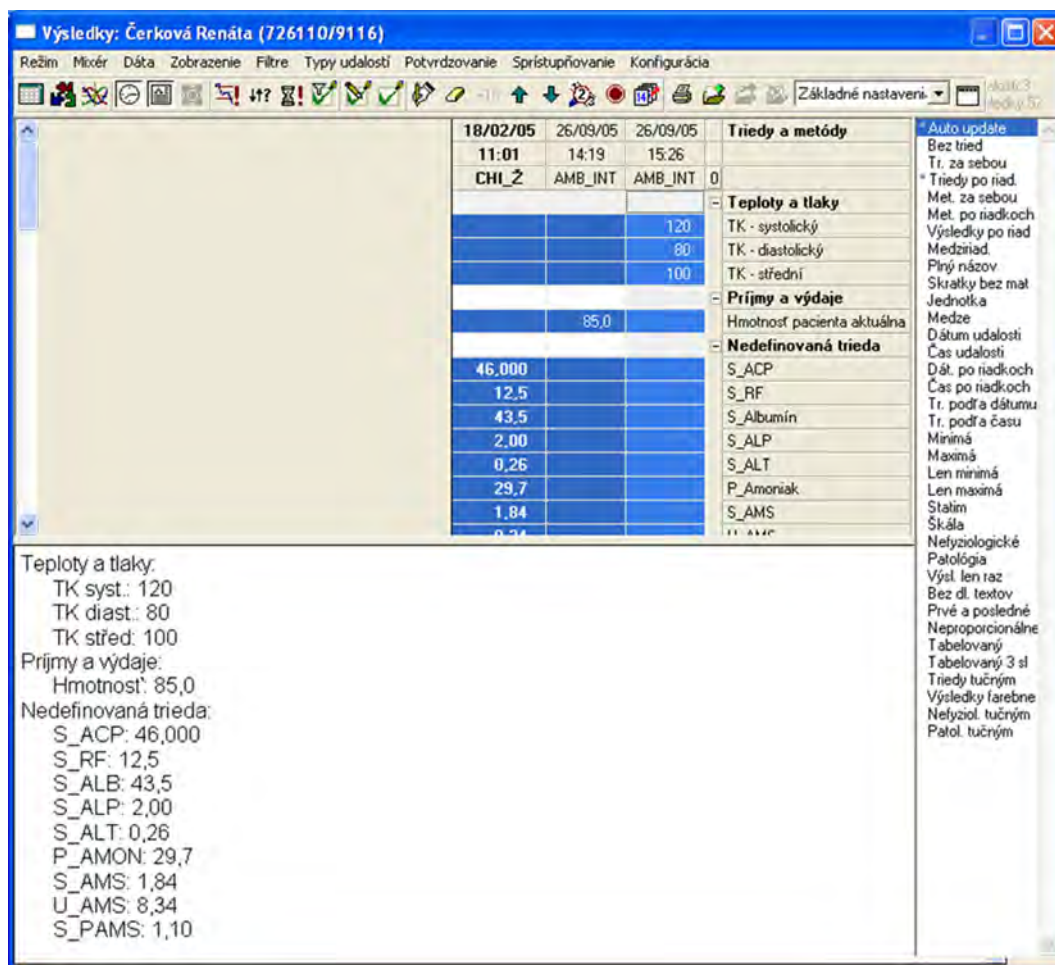 Výsledky: Čerková Renáta (726110/9116)
Režim Mixér Dáta Zobrazenie Filtre Typy udalostí Potvrdzovanie Sprístupňovanie Konfigurácia
Základné nastaveni
18/02/05 26/09/05 26/09/05 Triedy a metódy
11:01 14:19 15:26
CHI_Ž AMB_INT AMB_INT 0
Teploty a tlaky
120 TK - systolický
80 TK - diastolický
100 TK - střední
Príjmy a výdaje
85,0 Hmotnosť pacienta aktuálna
Nedefinovaná trieda
46,000 S_ACP
12,5 S_RF
43,5 S_Albumín
2,00 S_ALP
0,26 S_ALT
29,7 P_Amoniak
1,84 S_AMS
* Auto update
Bez tried
Tr. za sebou
* Triedy po riad.
Met. za sebou
Met. po riadkoch
Výsledky po riad
Medziriad.
Plný názov
Skratky bez mat
Jednotka
Medze
Dátum udalosti
Čas udalosti
Dát. po riadkoch
Čas po riadkoch
Tr. podľa dátumu
Tr. podľa času
Minimá
Maximá
Len minimá
Len maximá
Statim
Škála
Nefyziologické
Patológia
Výsl. len raz
Bez dl. textov
Prvé a posledné
Neproporcionálne
Tabelovaný
Tabelovaný 3 sl
Triedy tučným
Výsledky farebne
Nefyziol. tučným
Patol. tučným
Teploty a tlaky:
TK syst.: 120
TK diast.: 80
TK střed: 100
Príjmy a výdaje:
Hmotnosť: 85,0
Nedefinovaná trieda:
S_ACP: 46,000
S_RF: 12,5
S_ALB: 43,5
S_ALP: 2,00
S_ALT: 0,26
P_AMON: 29,7
S_AMS: 1,84
U_AMS: 8,34
S_PAMS: 1,10